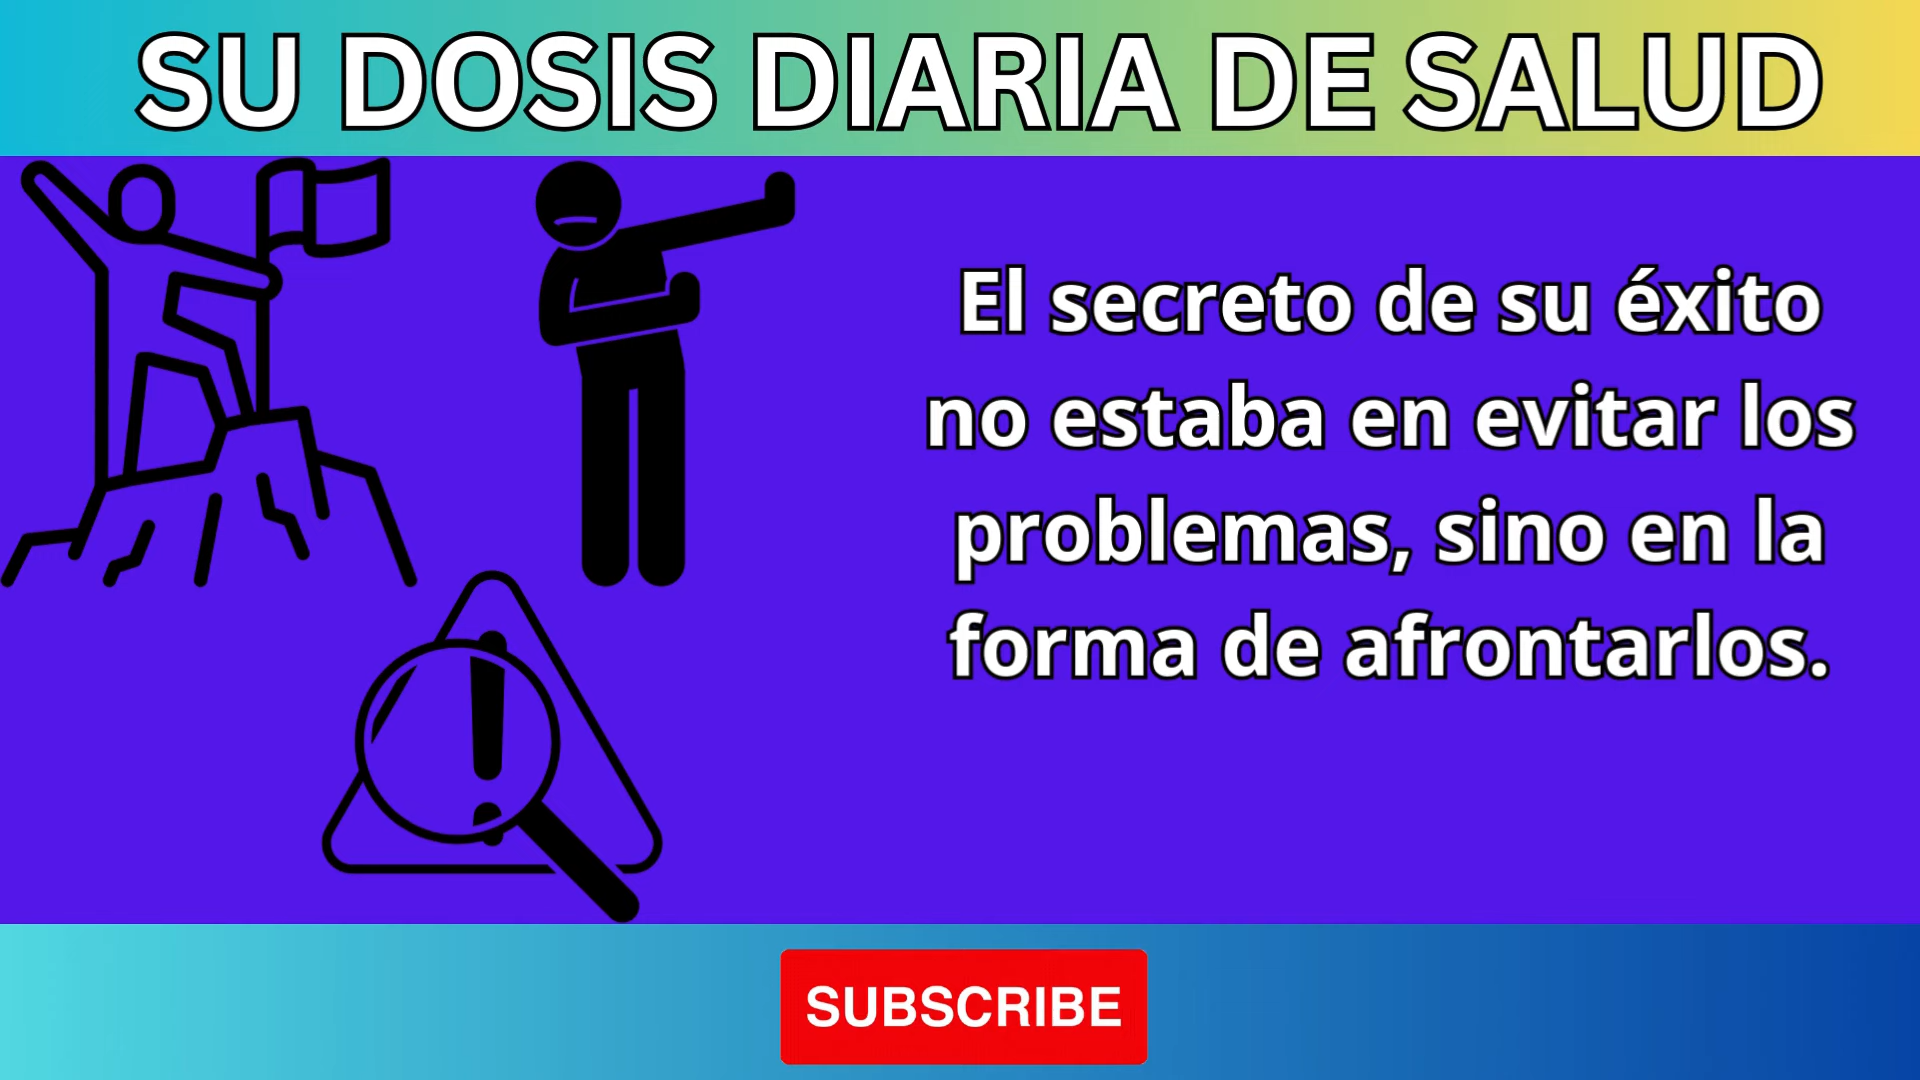 SU DOSIS DIARIA DE SALUD
El secreto de su éxito
no estaba en evitar los
problemas, sino en la
forma de afrontarlos.
SUBSCRIBE